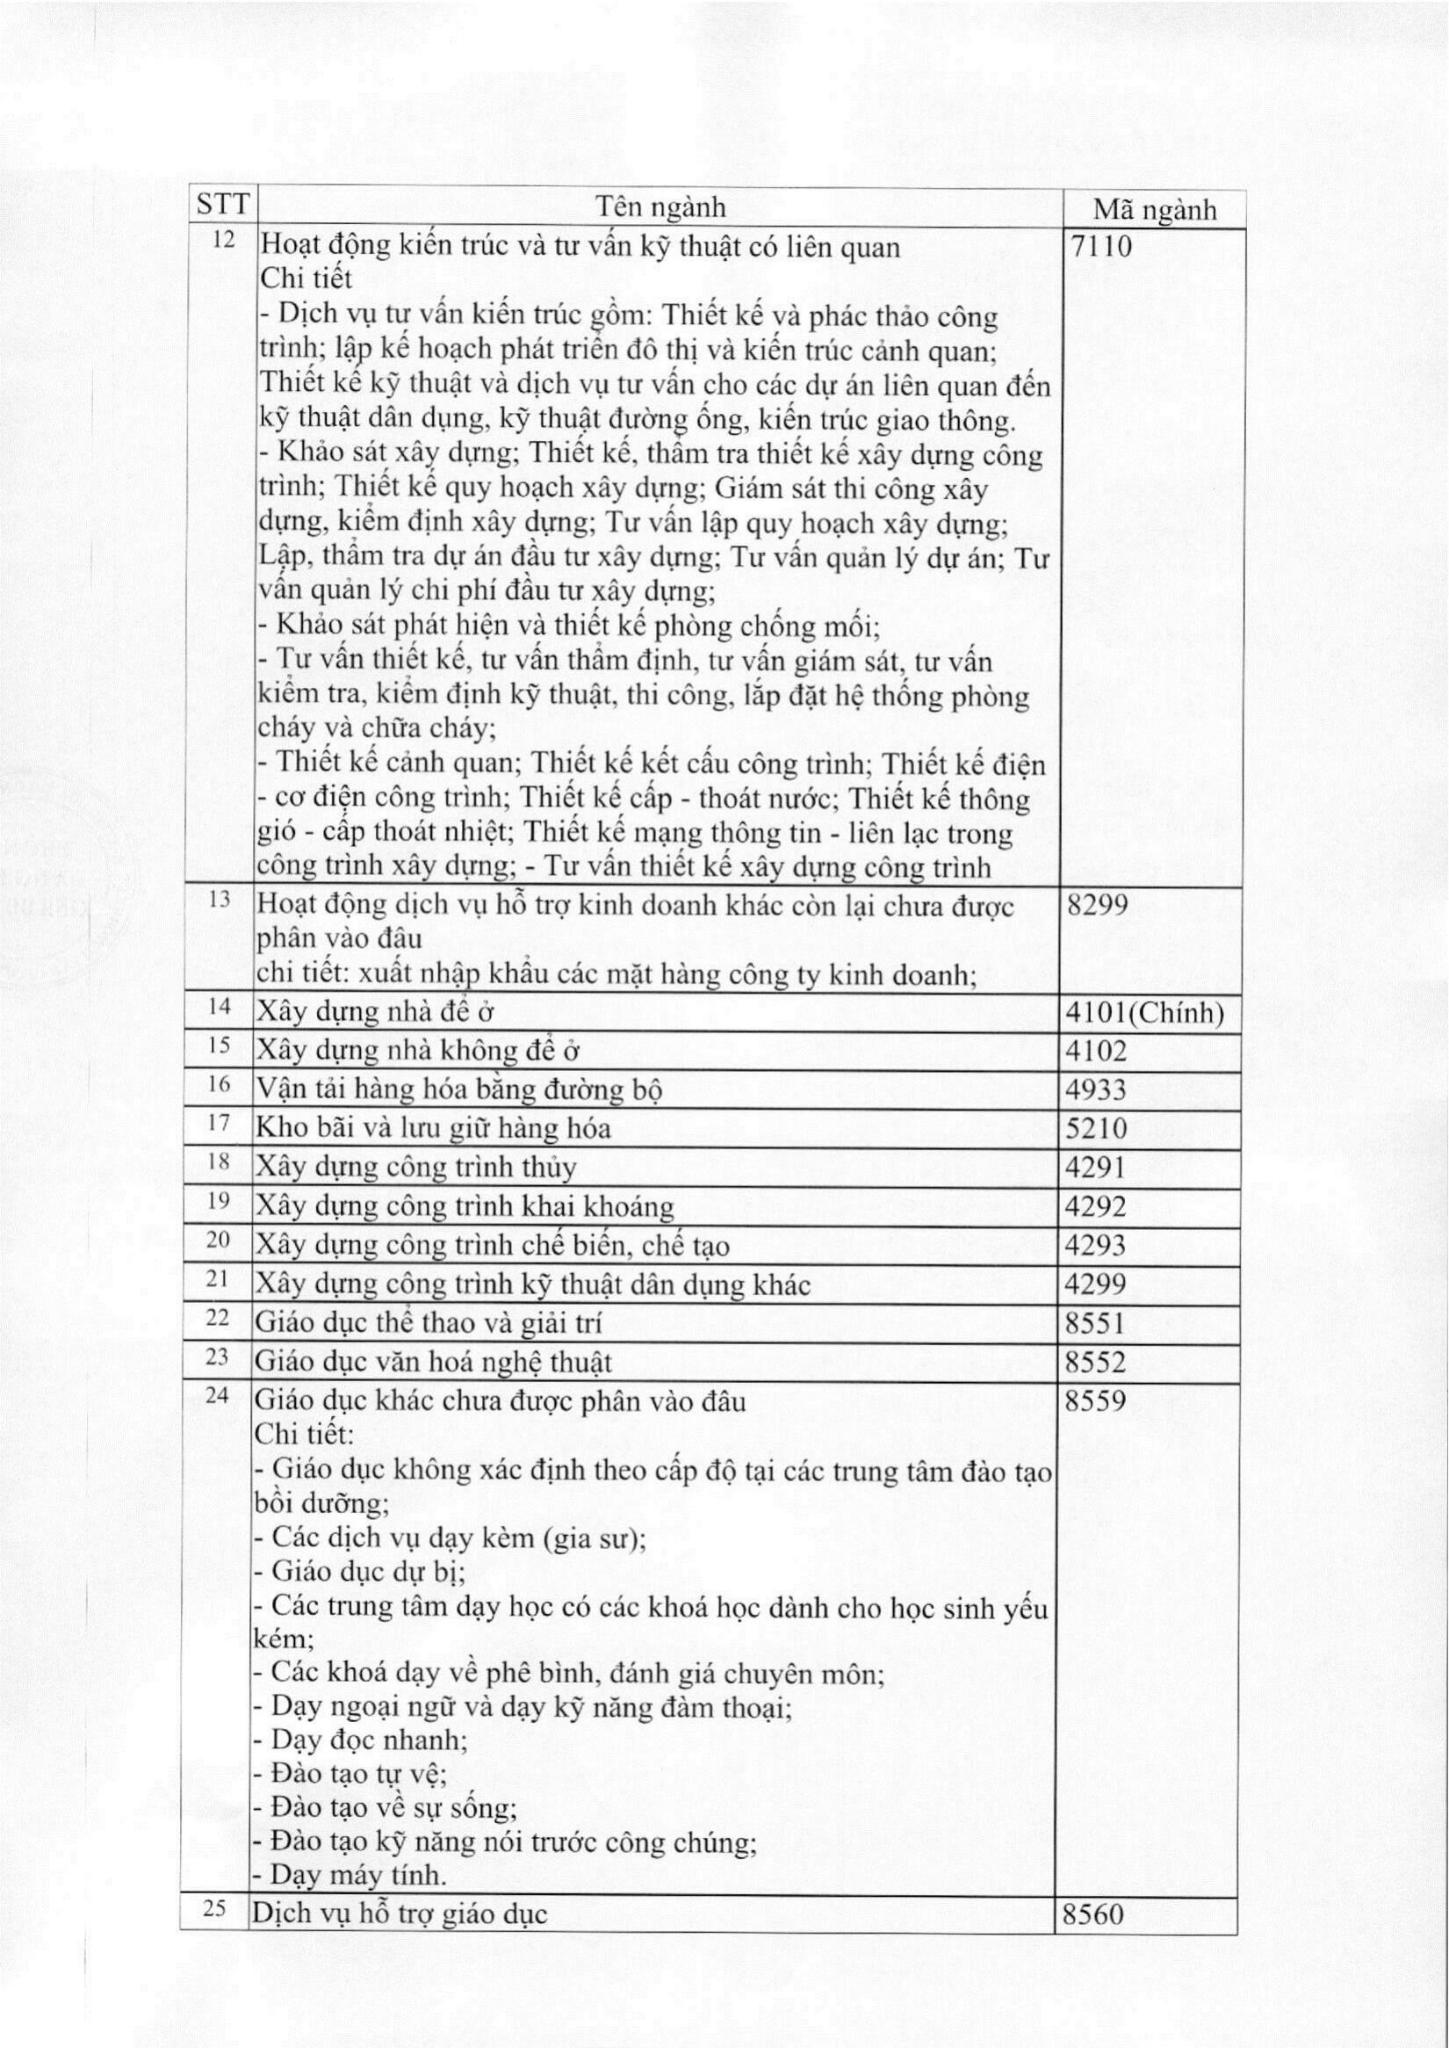 STT Tên ngành Mã ngành
12 Hoạt động kiến trúc và tư vấn kỹ thuật có liên quan 7110
Chi tiết
- Dịch vụ tư vấn kiến trúc gồm: Thiết kế và phác thảo công
trình; lập kế hoạch phát triển đô thị và kiến trúc cảnh quan;
Thiết kế kỹ thuật và dịch vụ tư vấn cho các dự án liên quan đến
kỹ thuật dân dụng, kỹ thuật đường ống, kiến trúc giao thông.
- Khảo sát xây dựng; Thiết kế, thẩm tra thiết kế xây dựng công
trình; Thiết kế quy hoạch xây dựng; Giám sát thi công xây
dựng, kiểm định xây dựng; Tư vấn lập quy hoạch xây dựng;
Lập, thẩm tra dự án đầu tư xây dựng; Tư vấn quản lý dự án; Tư
vấn quản lý chi phí đầu tư xây dựng;
- Khảo sát phát hiện và thiết kế phòng chống mối;
- Tư vấn thiết kế, tư vấn thẩm định, tư vấn giám sát, tư vấn
kiểm tra, kiểm định kỹ thuật, thi công, lắp đặt hệ thống phòng
cháy và chữa cháy;
- Thiết kế cảnh quan; Thiết kế kết cấu công trình; Thiết kế điện
- cơ điện công trình; Thiết kế cấp - thoát nước; Thiết kế thông
gió - cấp thoát nhiệt; Thiết kế mạng thông tin - liên lạc trong
công trình xây dựng; - Tư vấn thiết kế xây dựng công trình
13 Hoạt động dịch vụ hỗ trợ kinh doanh khác còn lại chưa được 8299
phân vào đâu
chi tiết: xuất nhập khẩu các mặt hàng công ty kinh doanh;
14 Xây dựng nhà để ở 4101(Chính)
15 Xây dựng nhà không để ở 4102
16 Vận tải hàng hóa bằng đường bộ 4933
17 Kho bãi và lưu giữ hàng hóa 5210
18 Xây dựng công trình thủy 4291
19 Xây dựng công trình khai khoáng 4292
20 Xây dựng công trình chế biến, chế tạo 4293
21 Xây dựng công trình kỹ thuật dân dụng khác 4299
22 Giáo dục thể thao và giải trí 8551
23 Giáo dục văn hoá nghệ thuật 8552
24 Giáo dục khác chưa được phân vào đâu 8559
Chi tiết:
- Giáo dục không xác định theo cấp độ tại các trung tâm đào tạo
bồi dưỡng;
- Các dịch vụ dạy kèm (gia sư);
- Giáo dục dự bị;
- Các trung tâm dạy học có các khoá học dành cho học sinh yếu
kém;
- Các khoá dạy về phê bình, đánh giá chuyên môn;
- Dạy ngoại ngữ và dạy kỹ năng đàm thoại;
- Dạy đọc nhanh;
- Đào tạo tự vệ;
- Đào tạo về sự sống;
- Đào tạo kỹ năng nói trước công chúng;
- Dạy máy tính.
25 Dịch vụ hỗ trợ giáo dục 8560